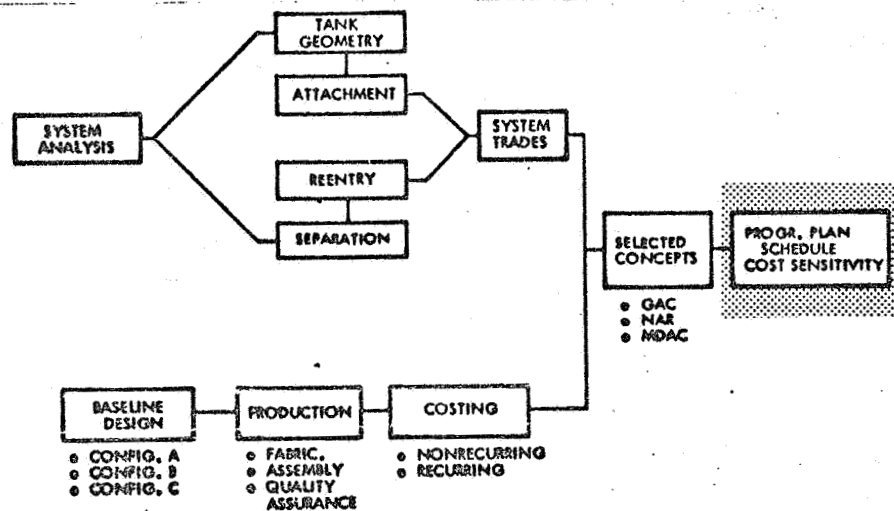 TANK
GEOMETRY
ATTACHMENT
SYSTEM
ANALYSIS
SYSTEM
TRADES
REENTRY
SEPARATION
SELECTED
CONCEPTS
• GAC
• NAR
• MDAC
PROGR. PLAN
SCHEDULE
COST SENSITIVITY
BASELINE
DESIGN
• CONFIG. A
• CONFIG. B
• CONFIG. C
PRODUCTION
• FABRIC.
• ASSEMBLY
• QUALITY
ASSURANCE
COSTING
• NONRECURRING
• RECURRING